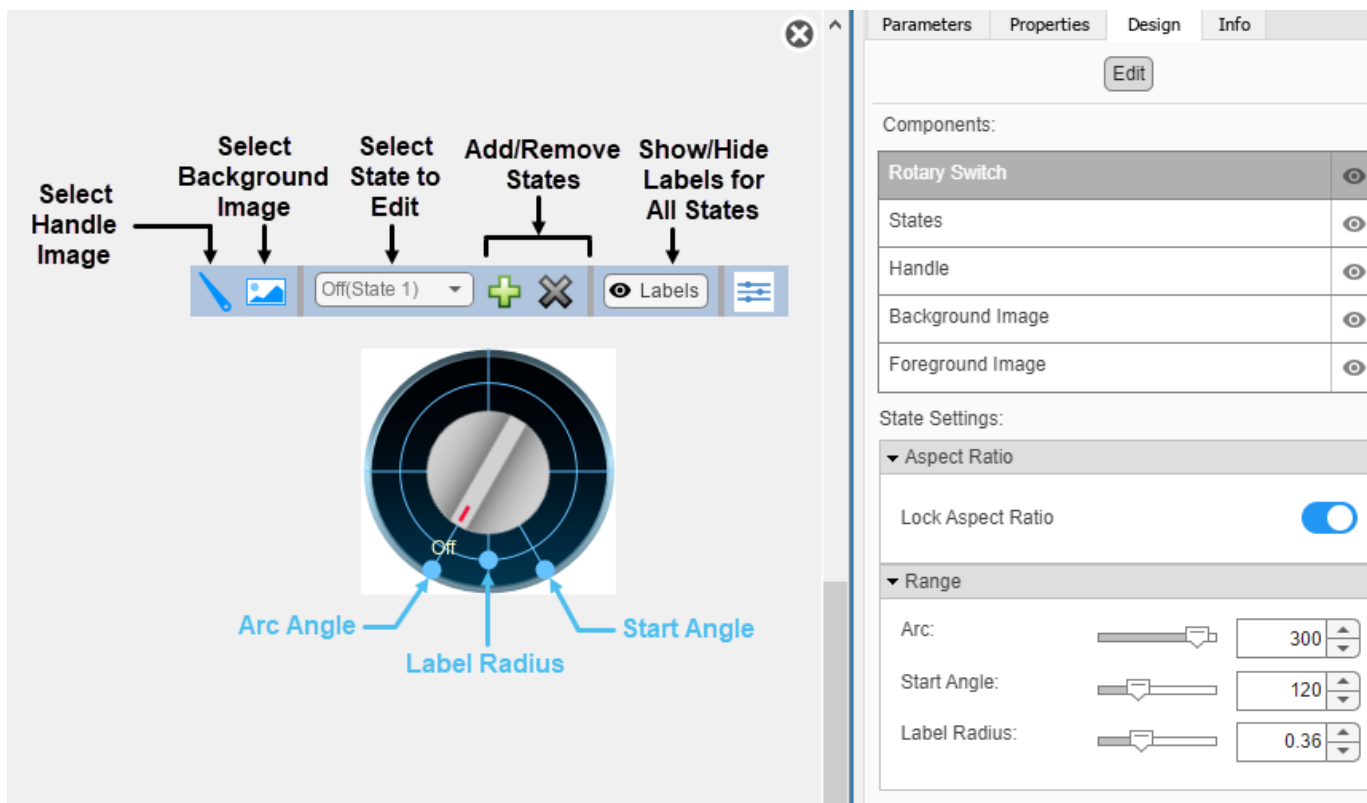 Select
Handle
Image
Select
Background
Image
Select
State to
Edit
Add/Remove
States
Show/Hide
Labels for
All States
Off(State 1)
Labels
Off
Arc Angle
Label Radius
Start Angle
Parameters Properties Design Info
Edit
Components:
Rotary Switch
States
Handle
Background Image
Foreground Image
State Settings:
Aspect Ratio
Lock Aspect Ratio
Range
Arc: 300
Start Angle: 120
Label Radius: 0.36